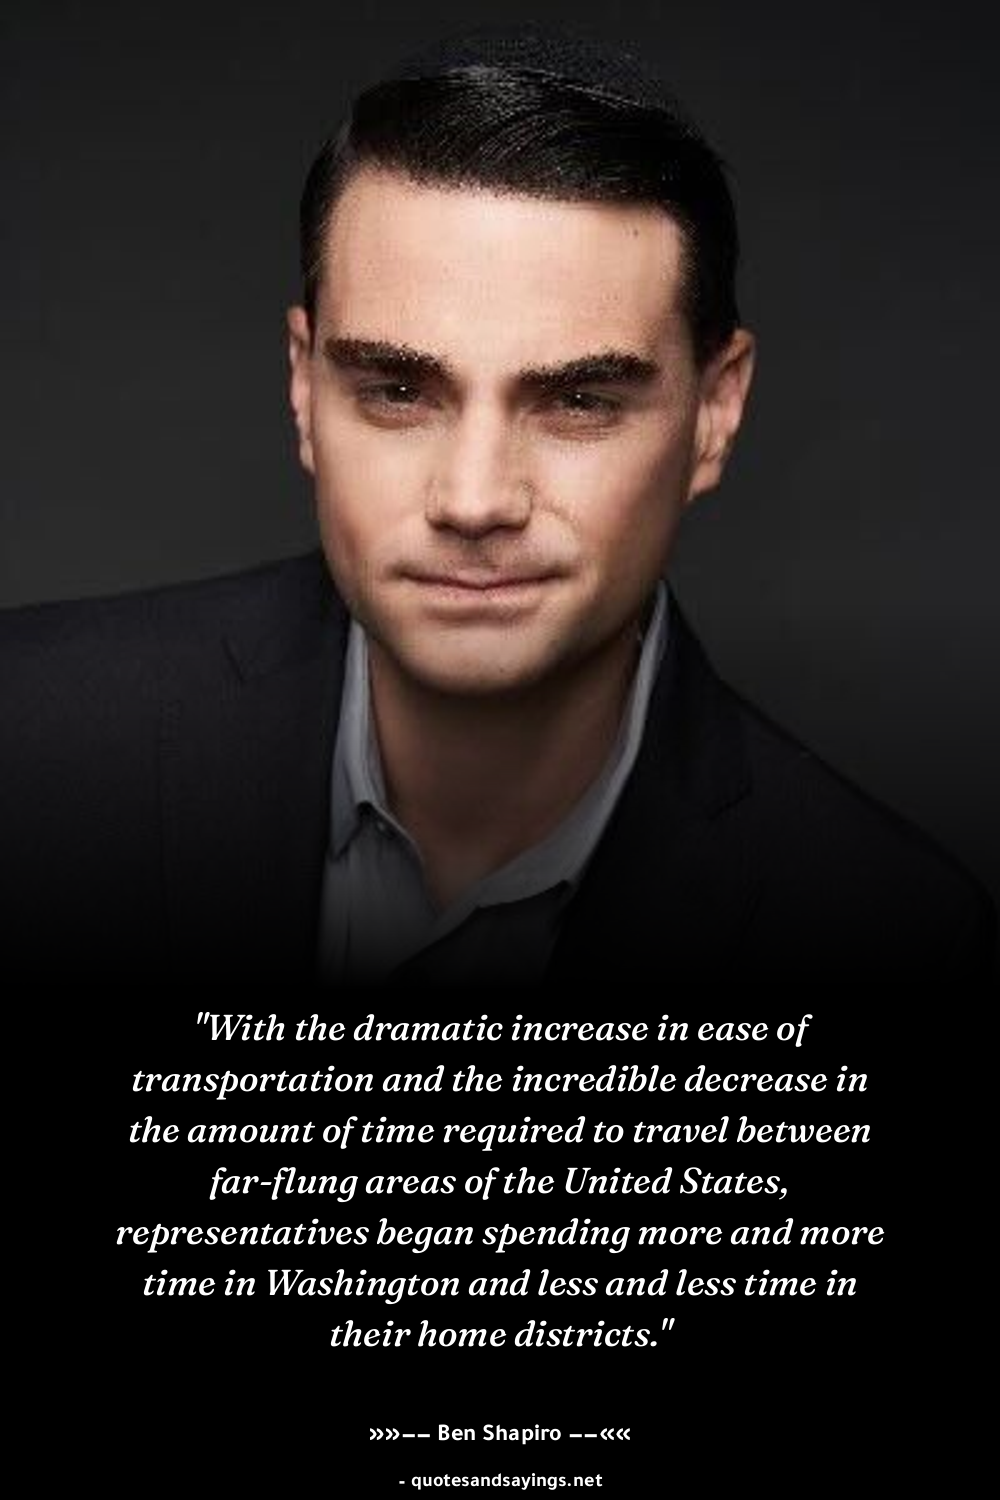 "With the dramatic increase in ease of
transportation and the incredible decrease in
the amount of time required to travel between
far-flung areas of the United States,
representatives began spending more and more
time in Washington and less and less time in
their home districts."
»»−− Ben Shapiro −−««
- quotesandsayings.net